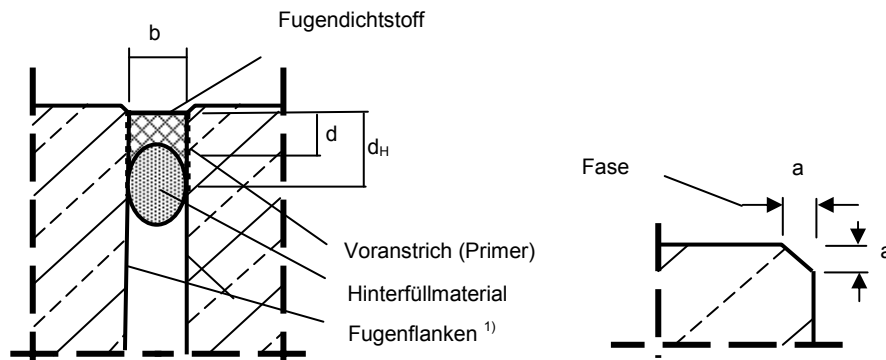 Fugendichtstoff
b
d
dH
Voranstrich (Primer)
Hinterfüllmaterial
Fugenflanken 1)
Fase
a
a